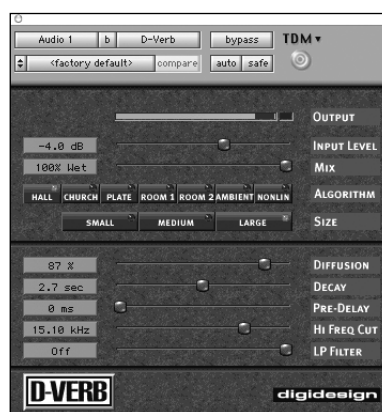 Audio 1 b D-Verb bypass TDM
<factory default> compare auto safe
OUTPUT
-4.0 dB INPUT LEVEL
100% Wet MIX
HALL CHURCH PLATE ROOM 1 ROOM 2 AMBIENT NONLIN ALGORITHM
SMALL MEDIUM LARGE SIZE
87 % DIFFUSION
2.7 sec DECAY
0 ms PRE-DELAY
15.10 kHz HI FREQ CUT
Off LP FILTER
D-VERB digidesign